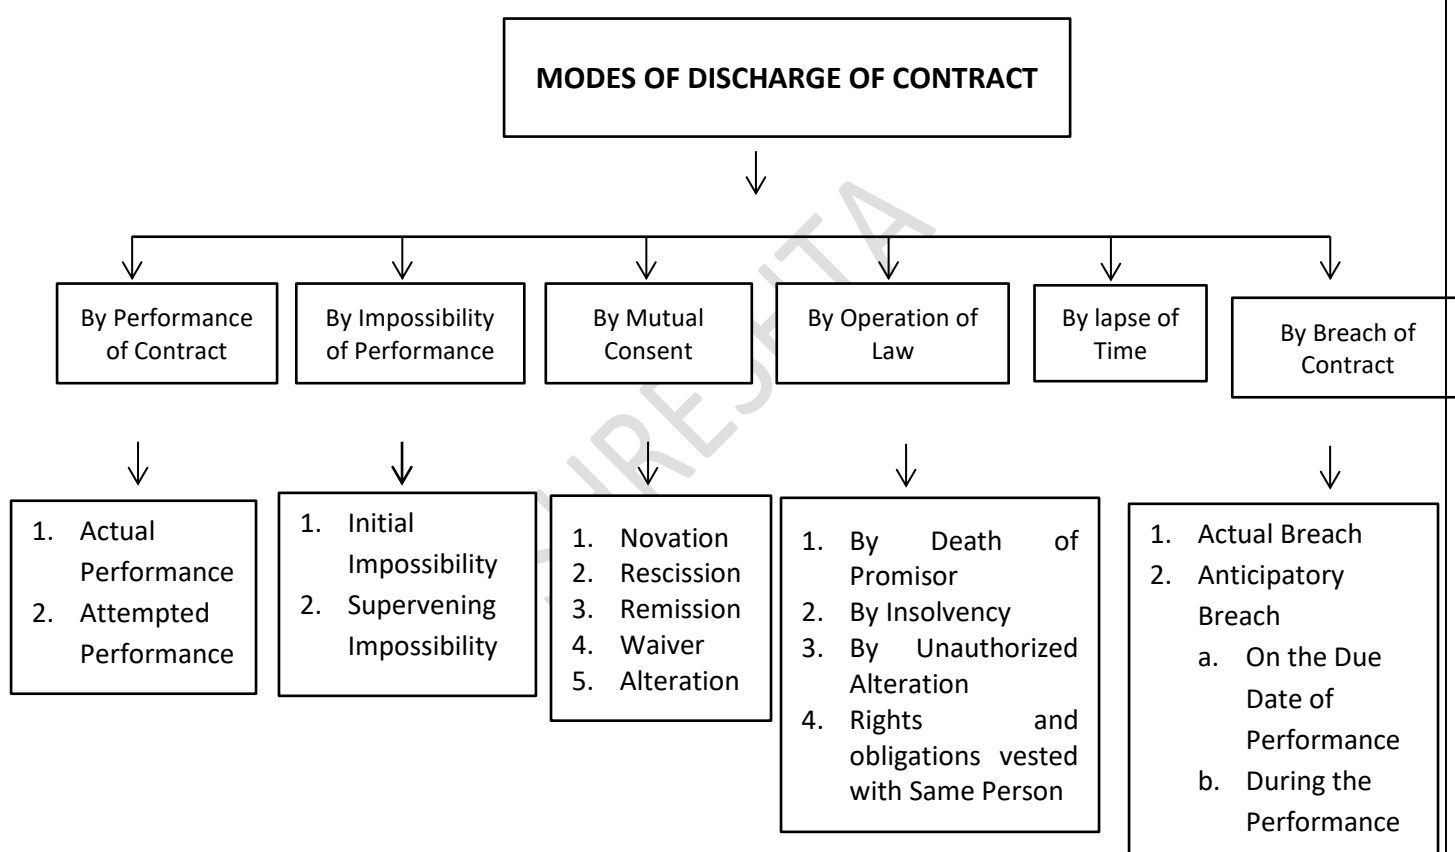 MODES OF DISCHARGE OF CONTRACT
By Performance
of Contract
By Impossibility
of Performance
By Mutual
Consent
By Operation of
Law
By lapse of
Time
By Breach of
Contract
1. Actual
Performance
2. Attempted
Performance
1. Initial
Impossibility
2. Supervening
Impossibility
1. Novation
2. Rescission
3. Remission
4. Waiver
5. Alteration
1. By Death of
Promisor
2. By Insolvency
3. By Unauthorized
Alteration
4. Rights and
obligations vested
with Same Person
1. Actual Breach
2. Anticipatory
Breach
a. On the Due
Date of
Performance
b. During the
Performance
SHRESHTA